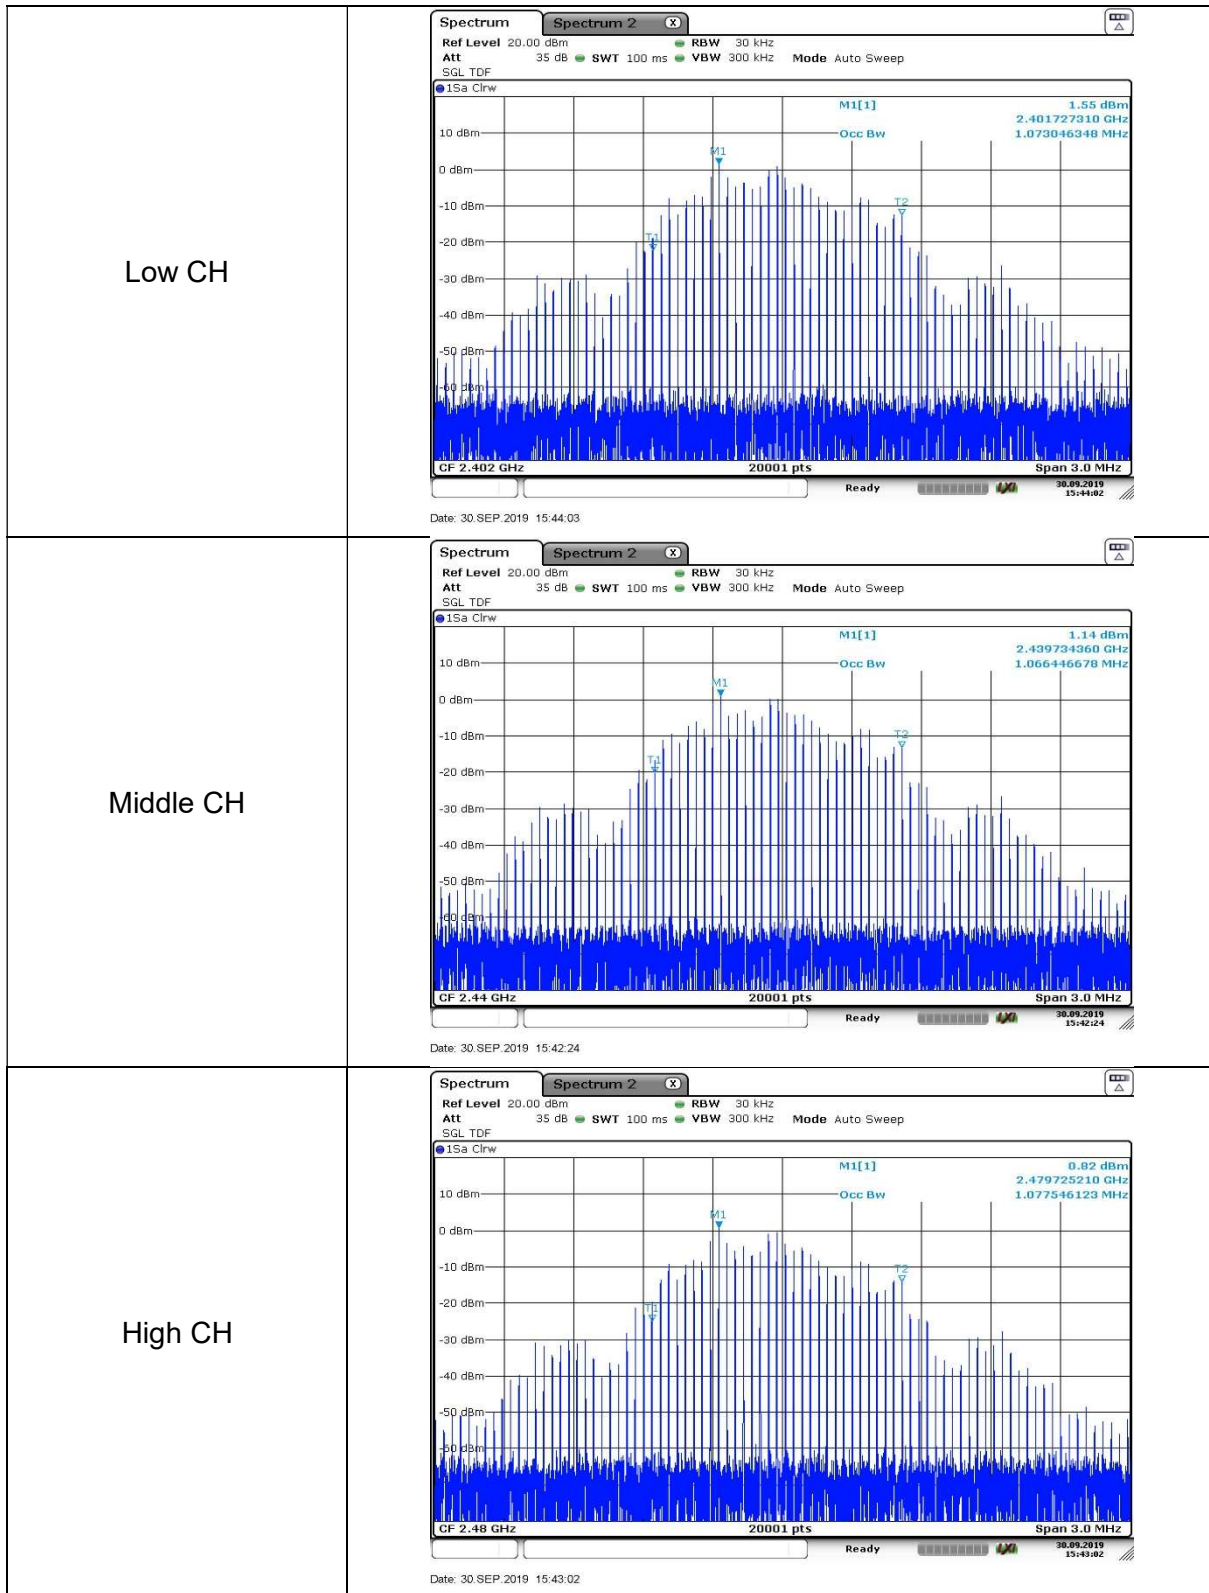 Low CH
Spectrum Spectrum 2 X
Ref Level 20.00 dBm RBW 30 kHz
Att 35 dB SWT 100 ms VBW 300 kHz Mode Auto Sweep
SGL TDF
1Sa Clrw
M1[1] 1.55 dBm
2.401727310 GHz
Occ Bw 1.073046348 MHz
10 dBm
M1
0 dBm
-10 dBm
T2
T1
-20 dBm
-30 dBm
-40 dBm
-50 dBm
-60 dBm
CF 2.402 GHz 20001 pts Span 3.0 MHz
Ready 30.09.2019
15:44:02
Date: 30.SEP.2019 15:44:03
Middle CH
Spectrum Spectrum 2 X
Ref Level 20.00 dBm RBW 30 kHz
Att 35 dB SWT 100 ms VBW 300 kHz Mode Auto Sweep
SGL TDF
1Sa Clrw
M1[1] 1.14 dBm
2.439734360 GHz
Occ Bw 1.066446678 MHz
10 dBm
M1
0 dBm
-10 dBm
T2
T1
-20 dBm
-30 dBm
-40 dBm
-50 dBm
-60 dBm
CF 2.44 GHz 20001 pts Span 3.0 MHz
Ready 30.09.2019
15:42:24
Date: 30.SEP.2019 15:42:24
High CH
Spectrum Spectrum 2 X
Ref Level 20.00 dBm RBW 30 kHz
Att 35 dB SWT 100 ms VBW 300 kHz Mode Auto Sweep
SGL TDF
1Sa Clrw
M1[1] 0.82 dBm
2.479725210 GHz
Occ Bw 1.077546123 MHz
10 dBm
M1
0 dBm
-10 dBm
T2
-20 dBm
T1
-30 dBm
-40 dBm
-50 dBm
-60 dBm
CF 2.48 GHz 20001 pts Span 3.0 MHz
Ready 30.09.2019
15:43:02
Date: 30.SEP.2019 15:43:02